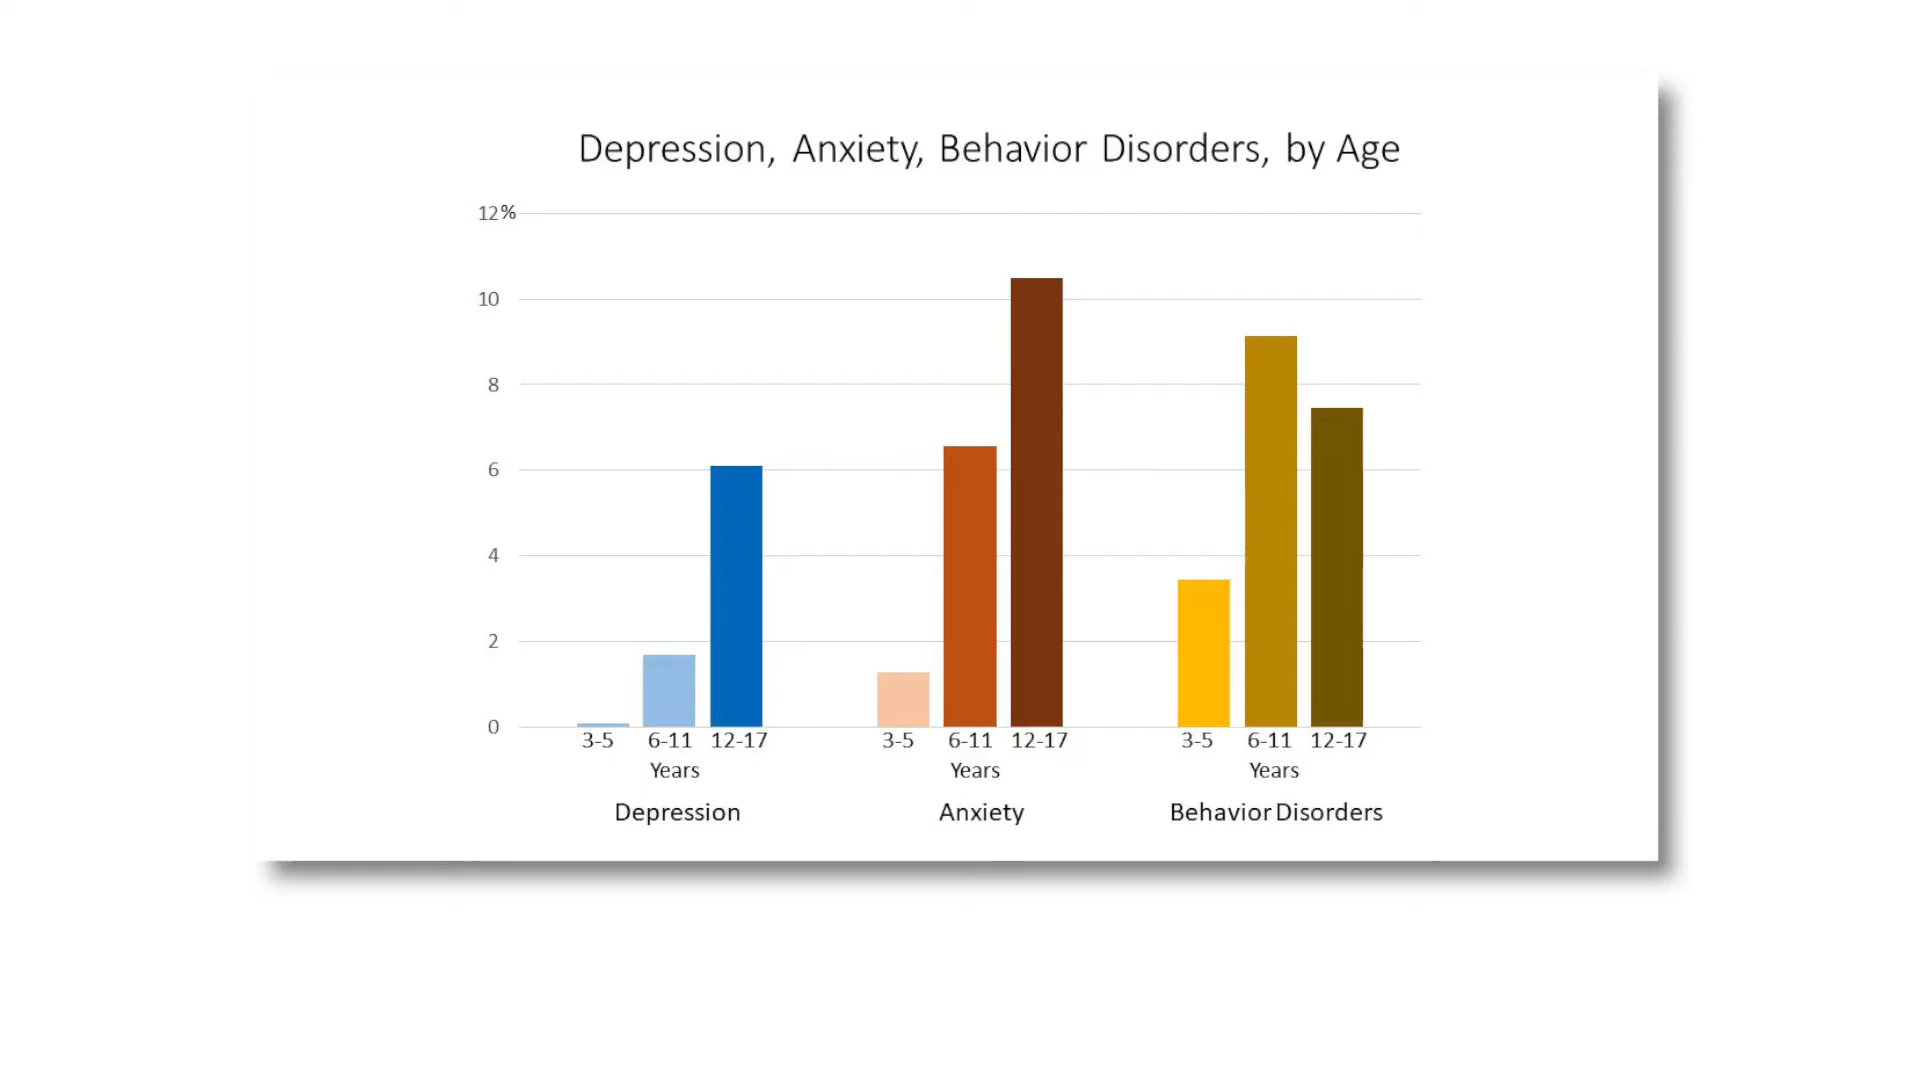 Depression, Anxiety, Behavior Disorders, by Age
12%
10
8
6
4
2
0
3-5 6-11 12-17 3-5 6-11 12-17 3-5 6-11 12-17
Years Years Years
Depression Anxiety Behavior Disorders